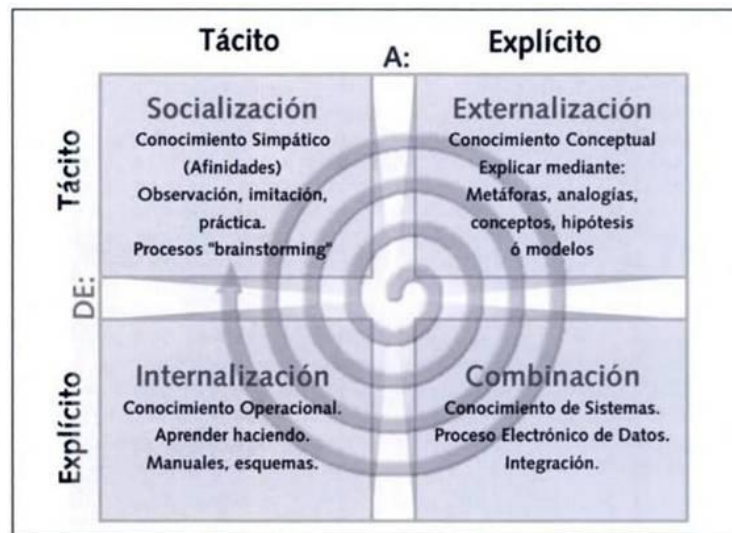 Tácito
A:
Explícito
Tácito
Socialización
Conocimiento Simpático
(Afinidades)
Observación, imitación,
práctica.
Procesos "brainstorming"
Externalización
Conocimiento Conceptual
Explicar mediante:
Metáforas, analogías,
conceptos, hipótesis
ó modelos
DE:
Explícito
Internalización
Conocimiento Operacional.
Aprender haciendo.
Manuales, esquemas.
Combinación
Conocimiento de Sistemas.
Proceso Electrónico de Datos.
Integración.